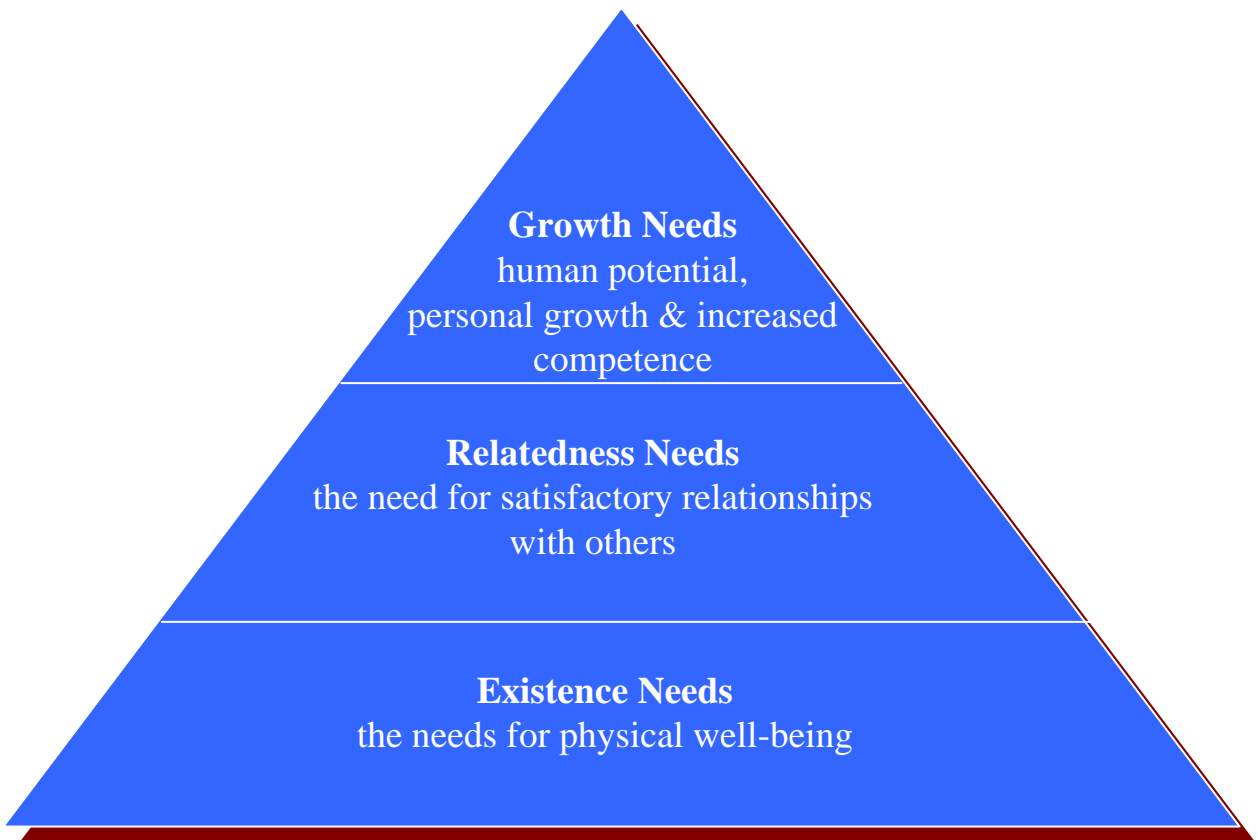 Growth Needs
human potential,
personal growth & increased
competence
Relatedness Needs
the need for satisfactory relationships
with others
Existence Needs
the needs for physical well-being